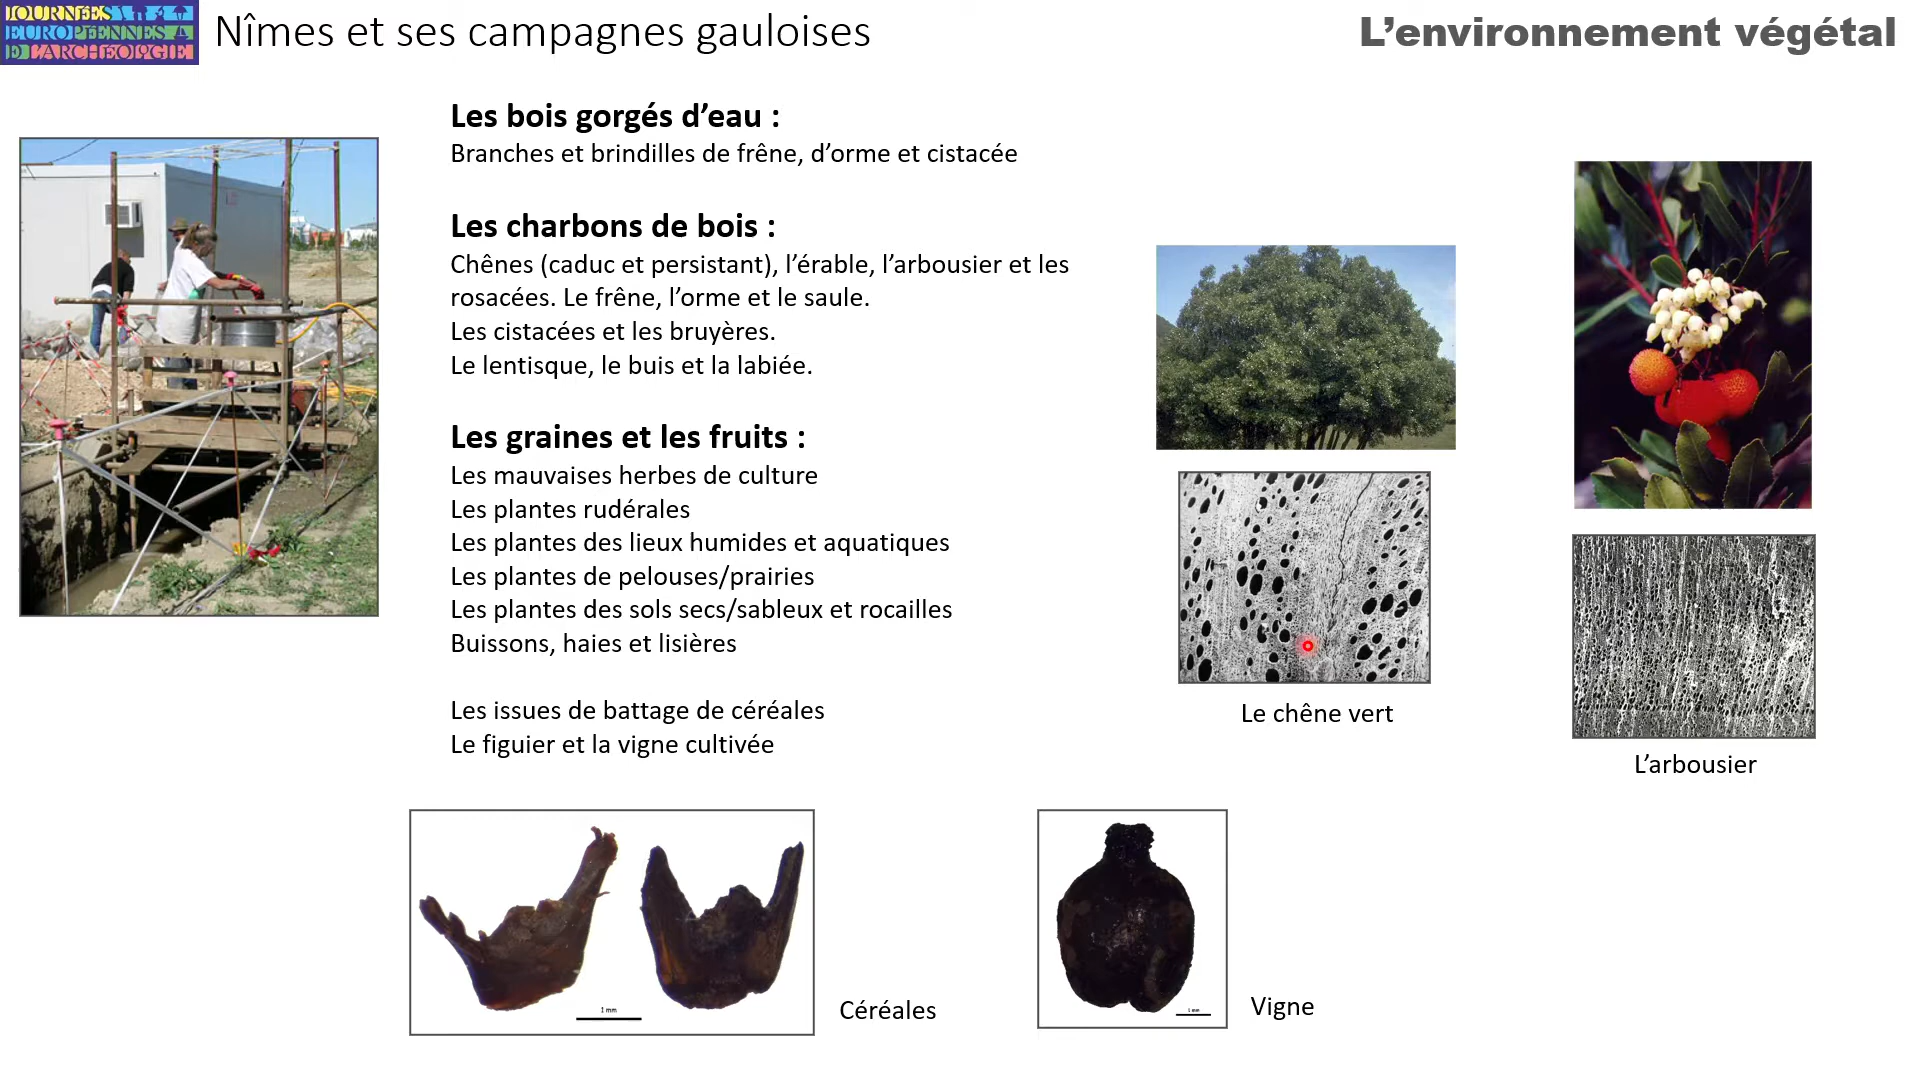 JOURNÉES
EUROPÉENNES
DE L'ARCHÉOLOGIE
Nîmes et ses campagnes gauloises
L’environnement végétal
Les bois gorgés d’eau :
Branches et brindilles de frêne, d’orme et cistacée
Les charbons de bois :
Chênes (caduc et persistant), l’érable, l’arbousier et les
rosacées. Le frêne, l’orme et le saule.
Les cistacées et les bruyères.
Le lentisque, le buis et la labiée.
Les graines et les fruits :
Les mauvaises herbes de culture
Les plantes rudérales
Les plantes des lieux humides et aquatiques
Les plantes de pelouses/prairies
Les plantes des sols secs/sableux et rocailles
Buissons, haies et lisières
Les issues de battage de céréales
Le figuier et la vigne cultivée
Le chêne vert
L’arbousier
1 mm
Céréales
1 mm
Vigne